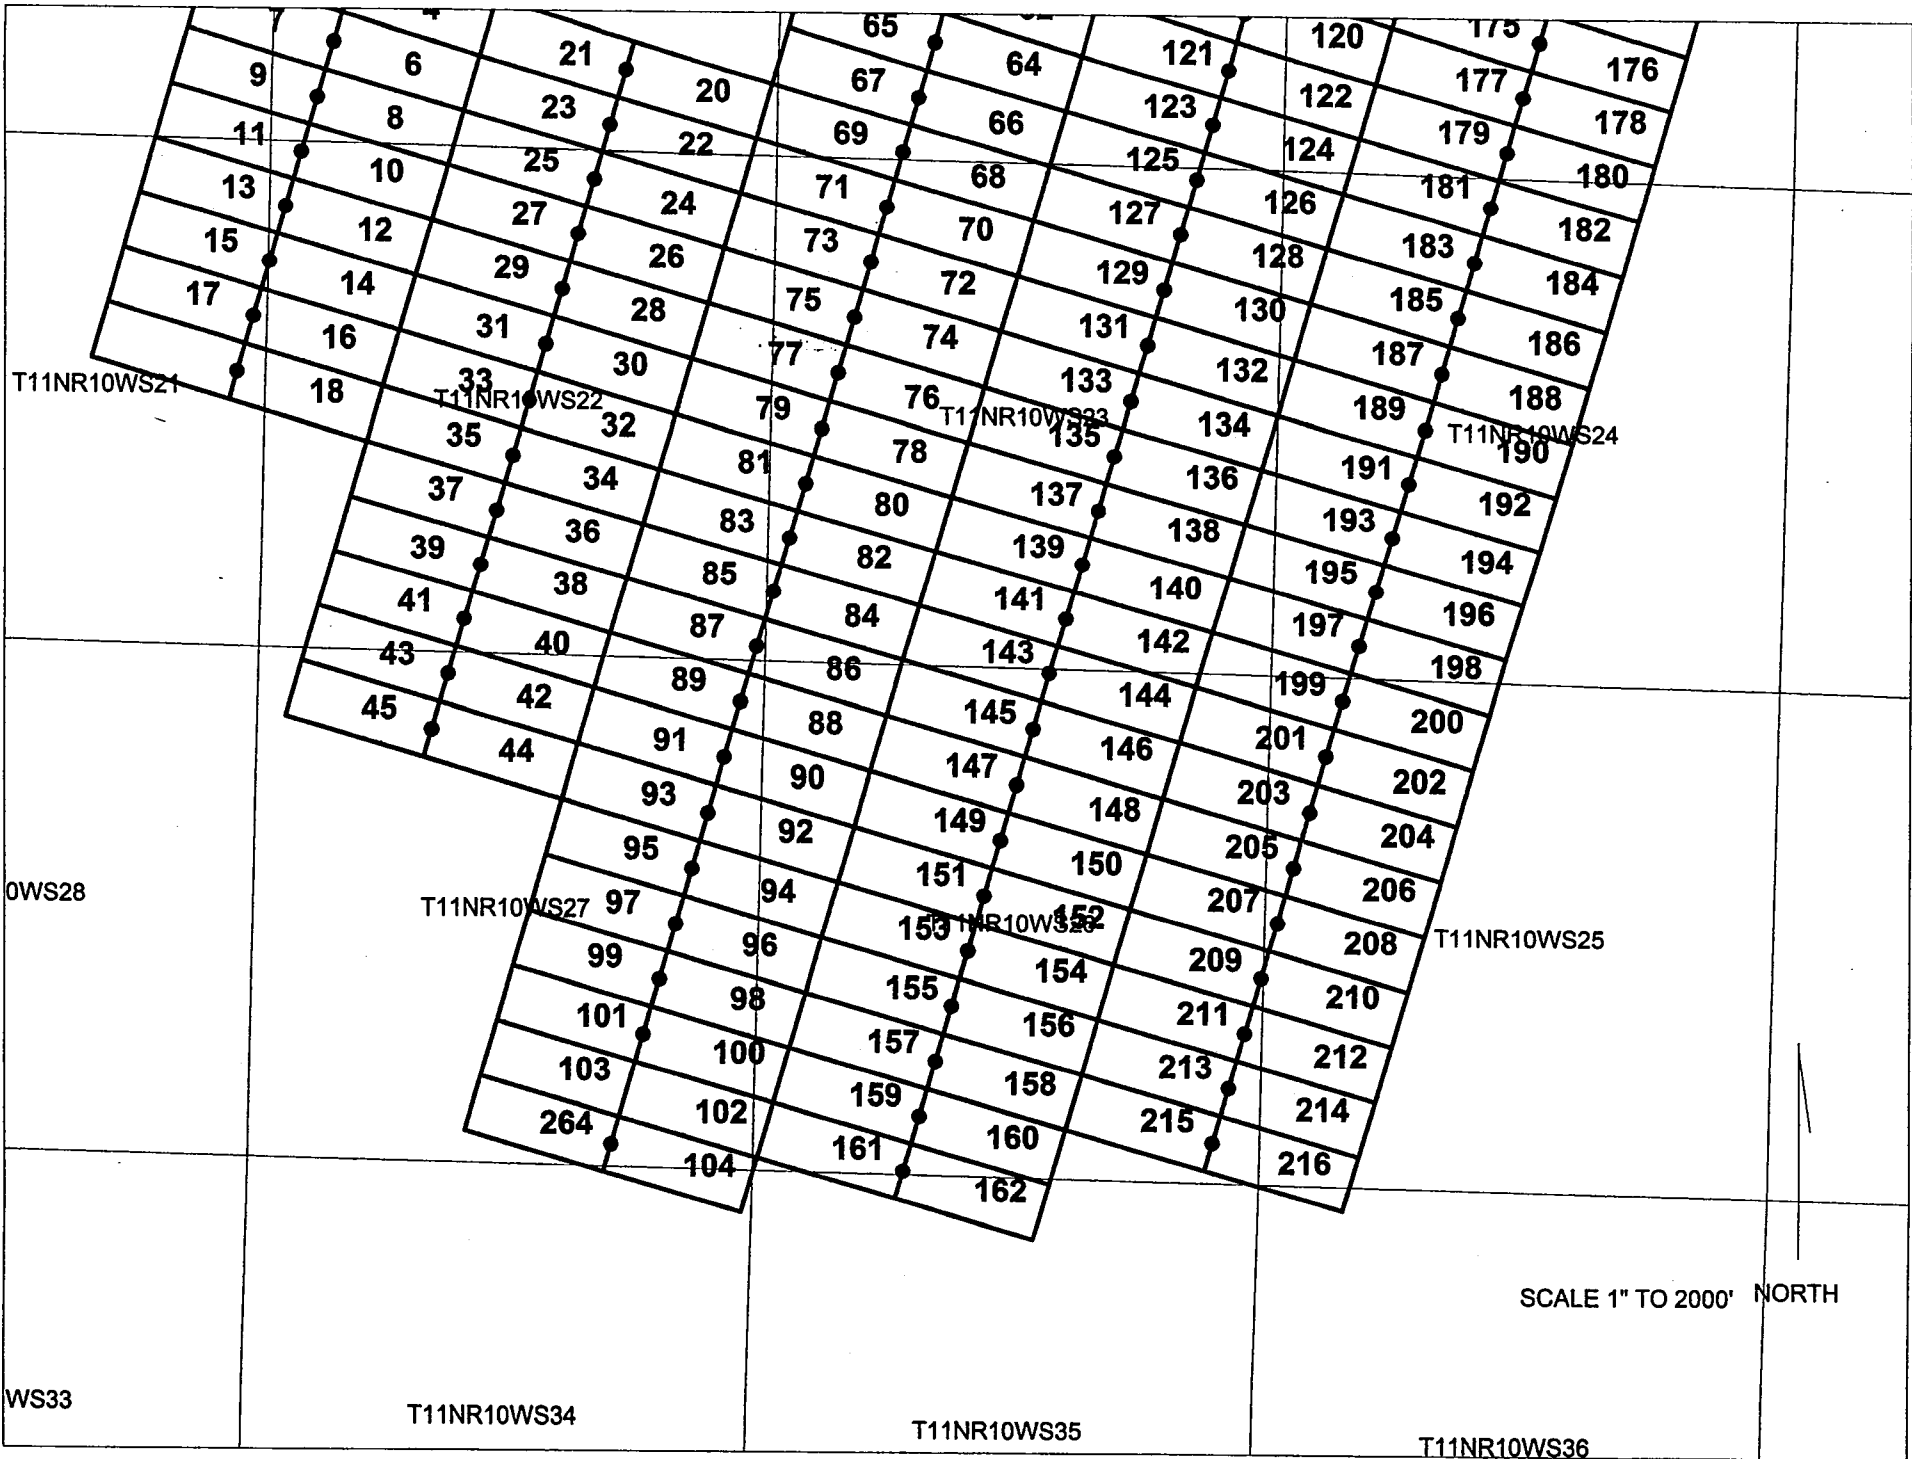 7 4 65 62 120 175
21 121
6 64 176
9 23 20 67 123 122 177 178
8 66
11 22 69 124 179
25 125 180
10 68
13 24 71 127 126 181
27
12 70 182
15 26 73 129 128 183
29
14 72 184
17 28 75 131 130 185
31
16 74 186
30 77 133 132 187
T11NR10WS21 18 33 T11NR10WS22 76 T11NR10WS23 188
32 79 135 134 189 T11NR10WS24
35 78 190
34 81 137 136 191
37 80 192
36 83 139 138 193
39 82 194
38 85 141 140 195
41 84 196
40 87 143 142 197
43 86 198
42 89 145 144 199
45 88 200
44 91 147 146 201
90 202
93 149 148 203
92 204
95 151 150 205
0WS28 94 206
T11NR10WS27 97 153 T11NR10WS26 152 207
96 208 T11NR10WS25
99 155 154 209
98 210
101 157 156 211
100 212
103 159 158 213
102 214
264 161 160 215
104 216
162
SCALE 1" TO 2000' NORTH
WS33 T11NR10WS34 T11NR10WS35 T11NR10WS36